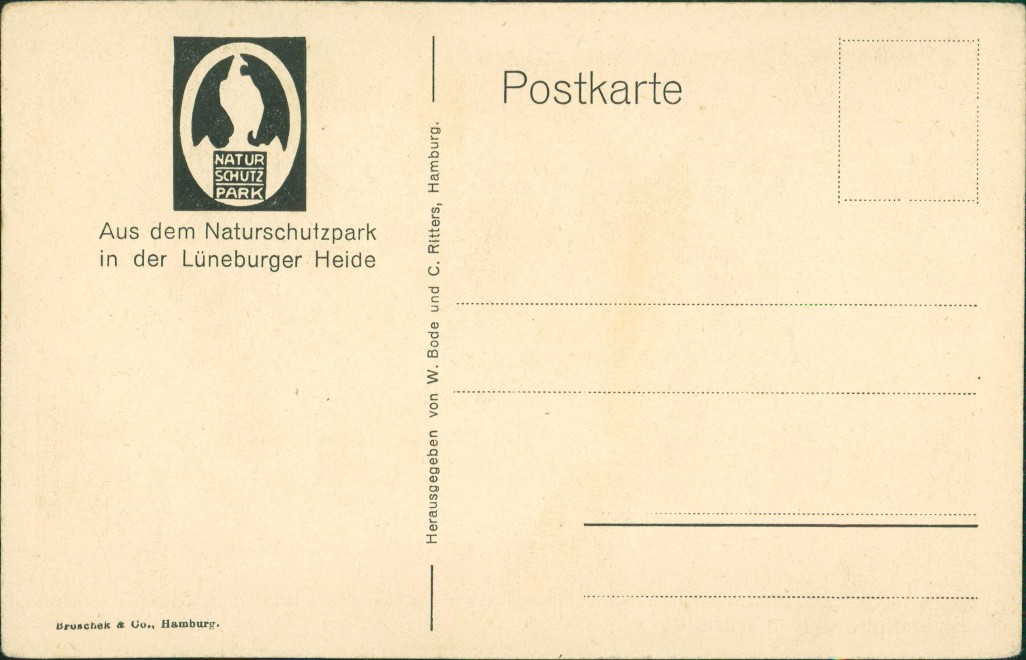 NATUR
SCHUTZ
PARK
Aus dem Naturschutzpark
in der Lüneburger Heide
Broschek & Co., Hamburg.
Herausgegeben von W. Bode und C. Ritters, Hamburg.
Postkarte